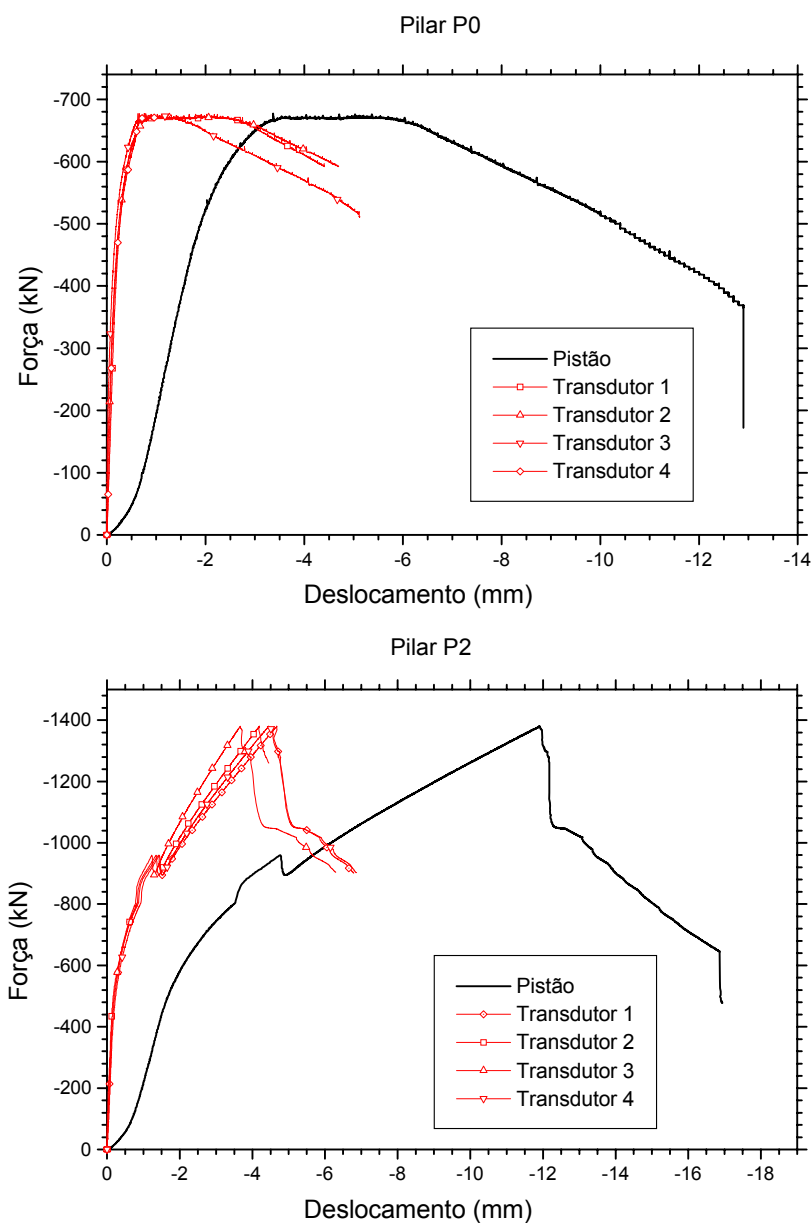 Pilar P0
-700
-600
-500
-400
-300
-200
-100
0
Força (kN)
Pistão
Transdutor 1
Transdutor 2
Transdutor 3
Transdutor 4
0 -2 -4 -6 -8 -10 -12 -14
Deslocamento (mm)
Pilar P2
-1400
-1200
-1000
-800
-600
-400
-200
0
Força (kN)
Pistão
Transdutor 1
Transdutor 2
Transdutor 3
Transdutor 4
0 -2 -4 -6 -8 -10 -12 -14 -16 -18
Deslocamento (mm)